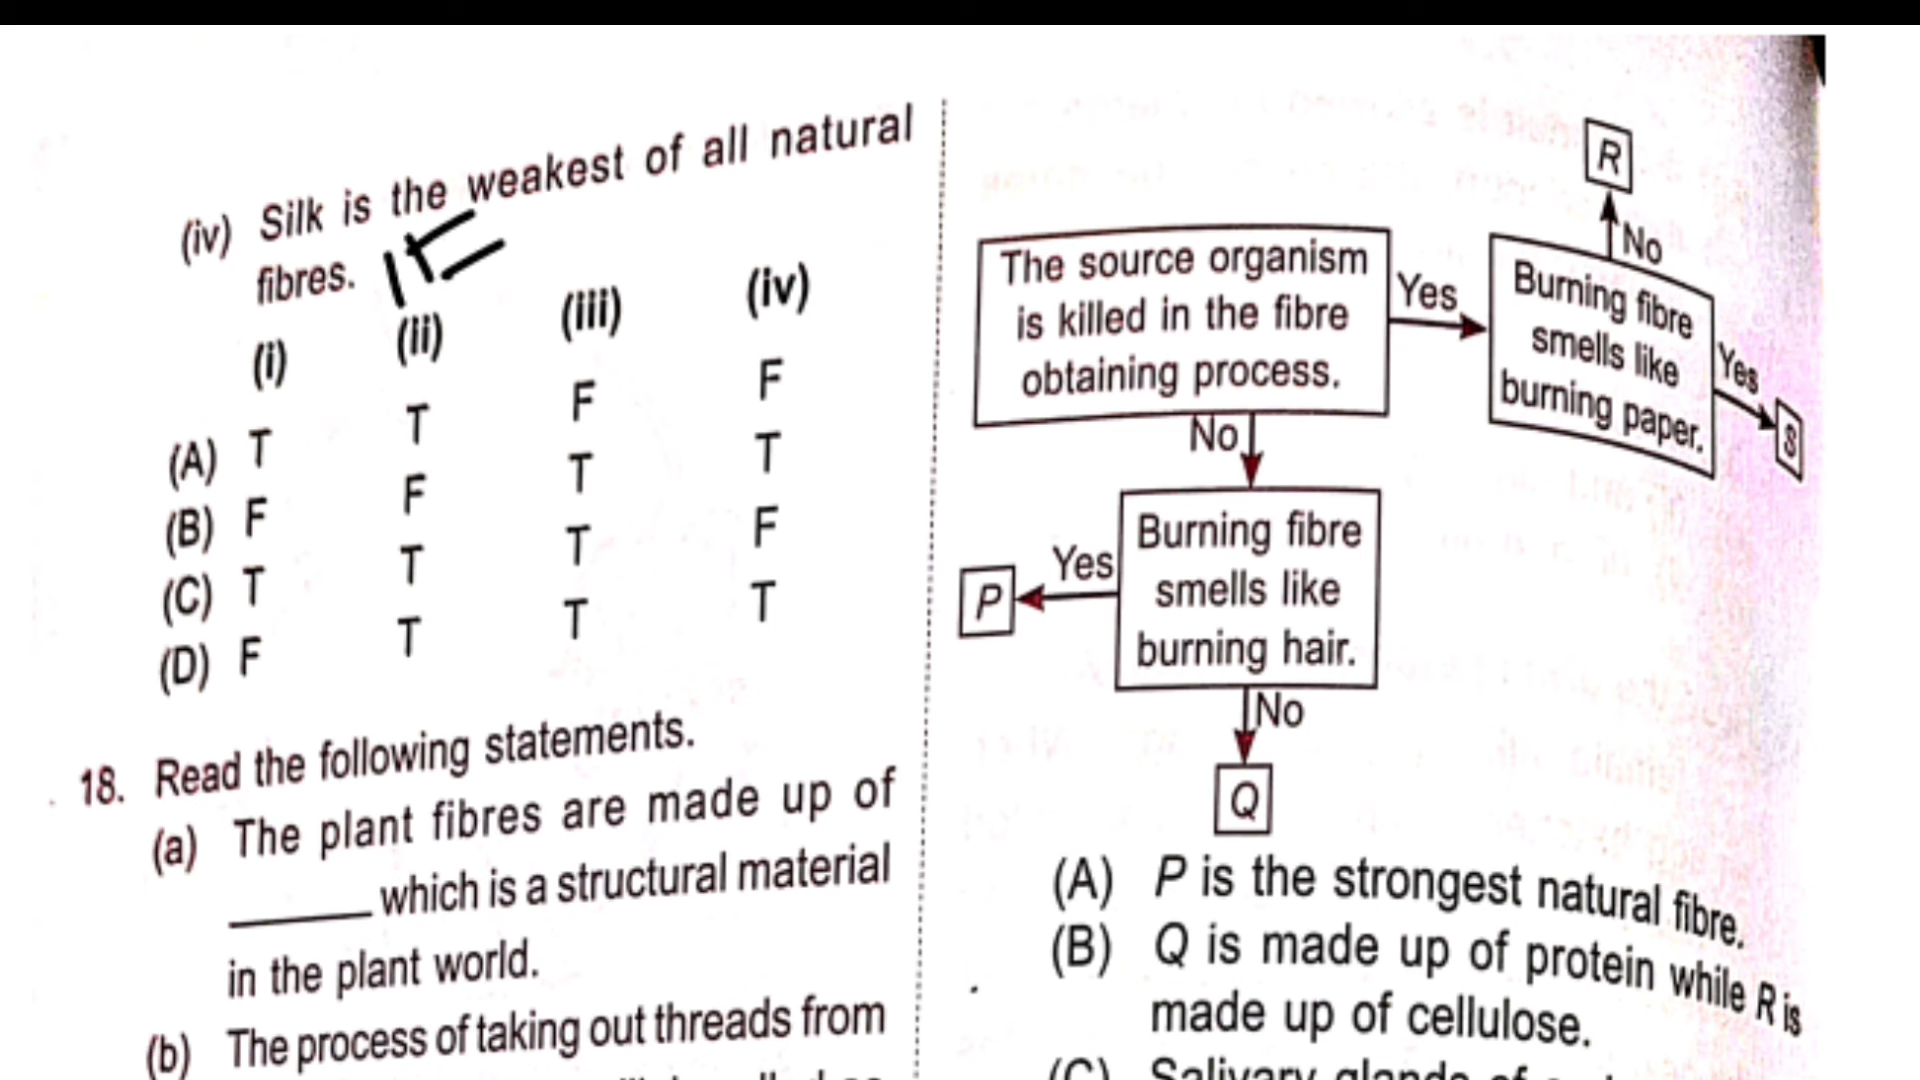 (iv) Silk is the weakest of all natural
fibres.
(i) (ii) (iii) (iv)
(A) T T F F
(B) F F T T
(C) T T T F
(D) F T T T
18. Read the following statements.
(a) The plant fibres are made up of
______ which is a structural material
in the plant world.
(b) The process of taking out threads from
The source organism
is killed in the fibre
obtaining process.
Yes
Burning fibre
smells like
burning paper.
No
R
Yes
S
No
Burning fibre
smells like
burning hair.
Yes
P
No
Q
(A) P is the strongest natural fibre.
(B) Q is made up of protein while R is
made up of cellulose.
(C) Salivary glands of